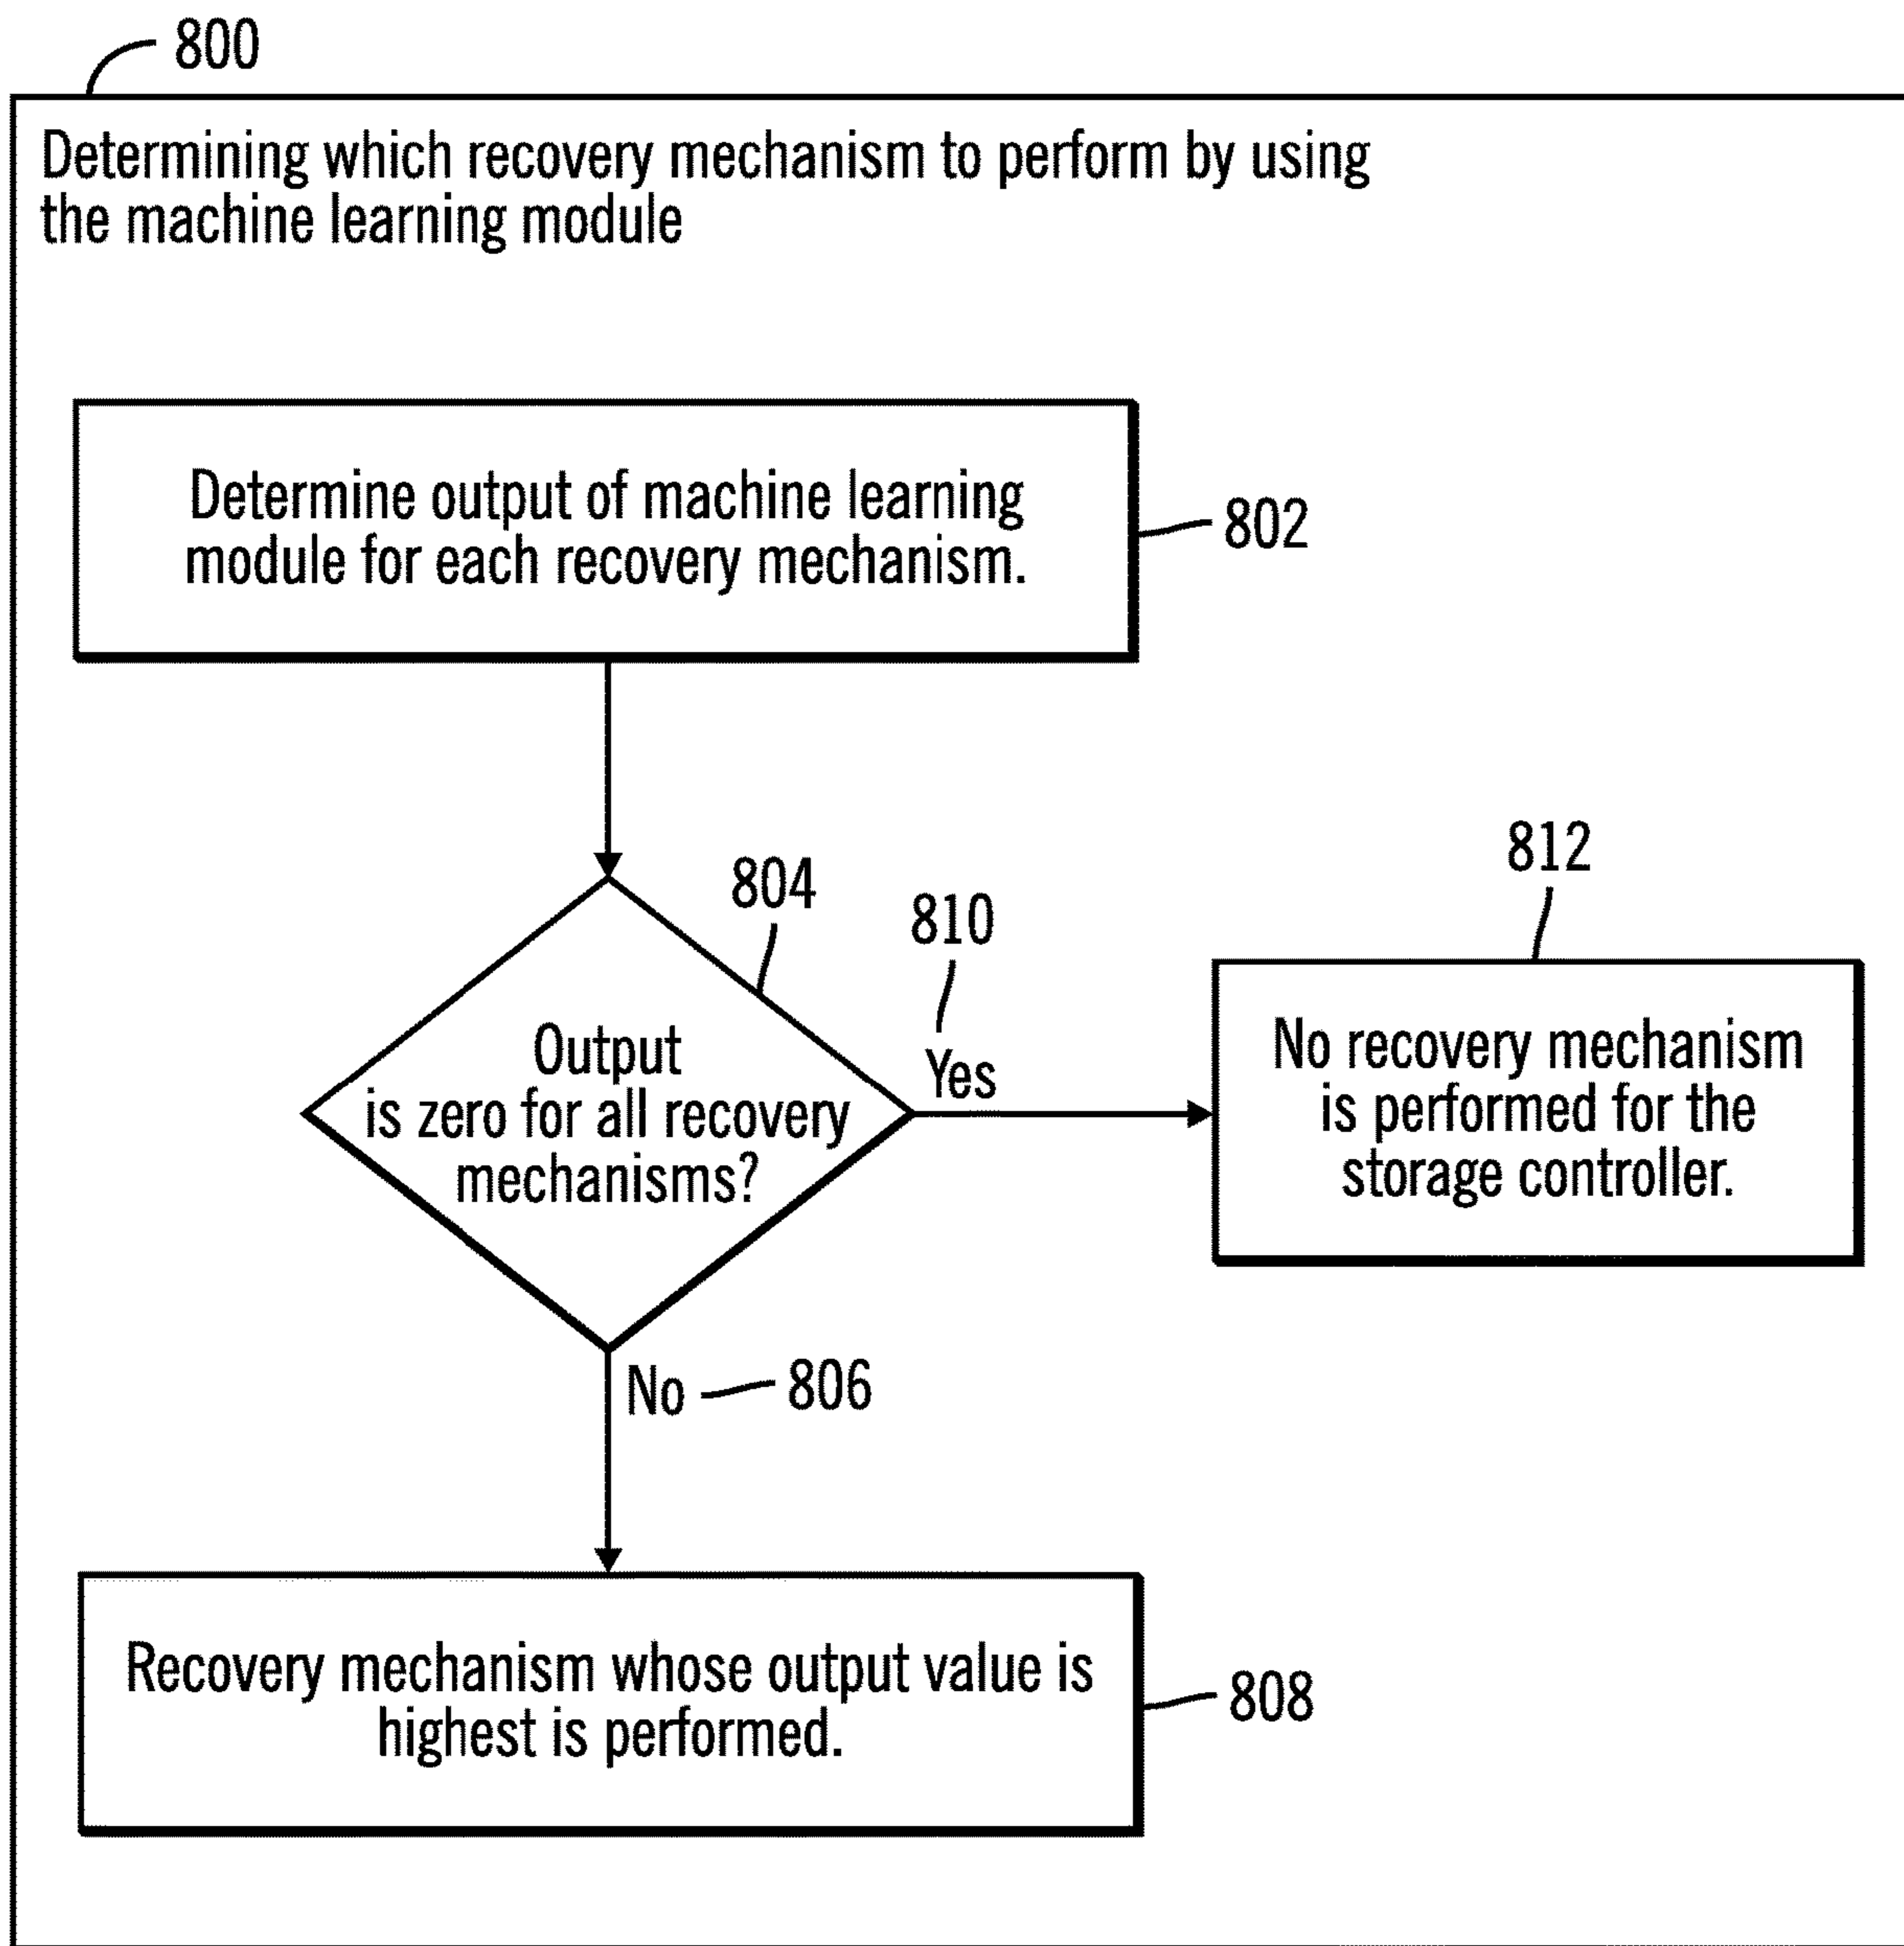 800
Determining which recovery mechanism to perform by using
the machine learning module
Determine output of machine learning
module for each recovery mechanism.
802
804
810
812
Output
is zero for all recovery
mechanisms?
Yes
No recovery mechanism
is performed for the
storage controller.
No
806
Recovery mechanism whose output value is
highest is performed.
808